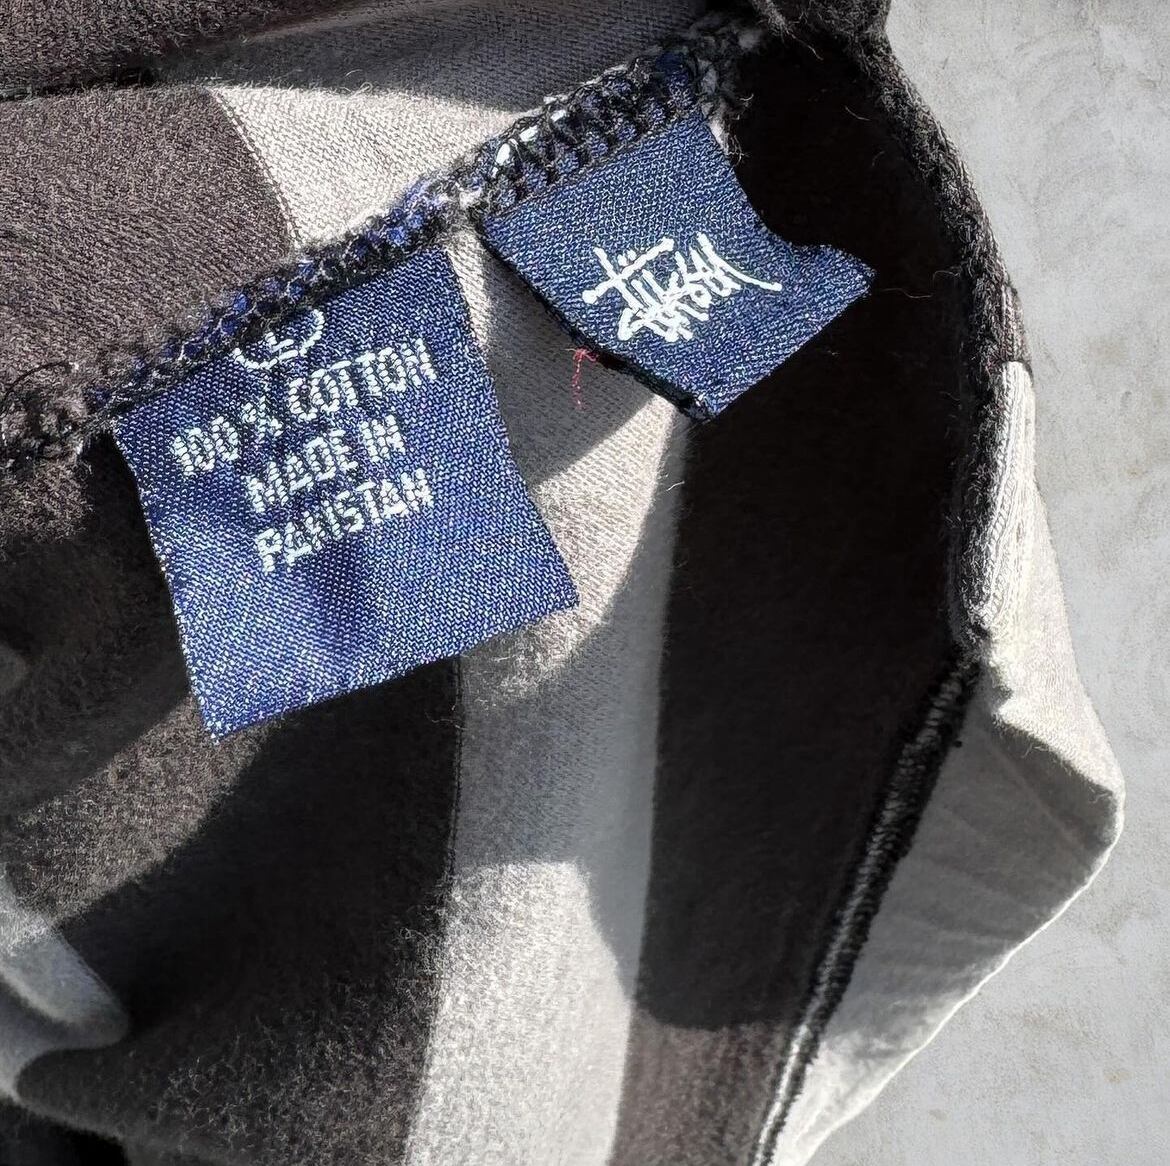 L
100% COTTON
MADE IN
PAKISTAN
Stüssy